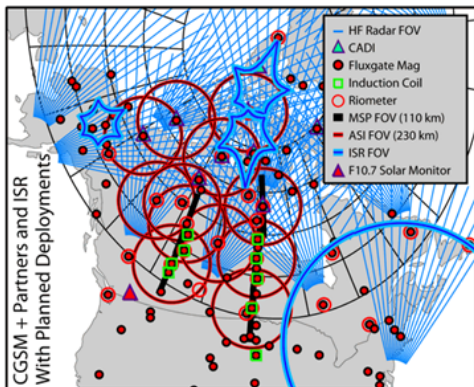 HF Radar FOV
CADI
Fluxgate Mag
Induction Coil
Riometer
MSP FOV (110 km)
ASI FOV (230 km)
ISR FOV
F10.7 Solar Monitor
CGSM + Partners and ISR
With Planned Deployments